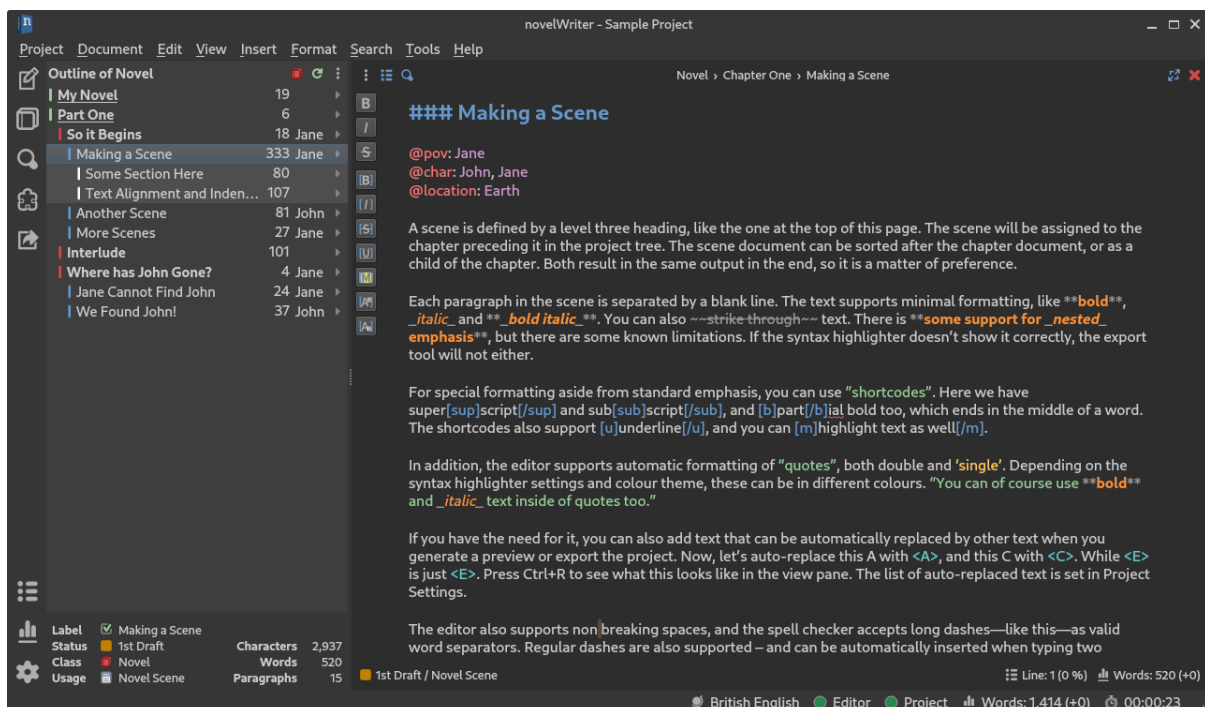 novelWriter - Sample Project
Project Document Edit View Insert Format Search Tools Help
Outline of Novel
My Novel 19
Part One 6
So it Begins 18 Jane
Making a Scene 333 Jane
Some Section Here 80
Text Alignment and Inden... 107
Another Scene 81 John
More Scenes 27 Jane
Interlude 101
Where has John Gone? 4 Jane
Jane Cannot Find John 24 Jane
We Found John! 37 John
Label Making a Scene
Status 1st Draft Characters 2,937
Class Novel Words 520
Usage Novel Scene Paragraphs 15
Novel › Chapter One › Making a Scene
B
I
S
[B]
[I]
[S]
[U]
[M]
### Making a Scene
@pov: Jane
@char: John, Jane
@location: Earth
A scene is defined by a level three heading, like the one at the top of this page. The scene will be assigned to the
chapter preceding it in the project tree. The scene document can be sorted after the chapter document, or as a
child of the chapter. Both result in the same output in the end, so it is a matter of preference.
Each paragraph in the scene is separated by a blank line. The text supports minimal formatting, like **bold**,
_italic_ and **_bold italic_**. You can also ~~strike through~~ text. There is **some support for _nested_
emphasis**, but there are some known limitations. If the syntax highlighter doesn’t show it correctly, the export
tool will not either.
For special formatting aside from standard emphasis, you can use “shortcodes”. Here we have
super[sup]script[/sup] and sub[sub]script[/sub], and [b]part[/b]ial bold too, which ends in the middle of a word.
The shortcodes also support [u]underline[/u], and you can [m]highlight text as well[/m].
In addition, the editor supports automatic formatting of “quotes”, both double and ‘single’. Depending on the
syntax highlighter settings and colour theme, these can be in different colours. “You can of course use **bold**
and _italic_ text inside of quotes too.”
If you have the need for it, you can also add text that can be automatically replaced by other text when you
generate a preview or export the project. Now, let’s auto-replace this A with <A>, and this C with <C>. While <E>
is just <E>. Press Ctrl+R to see what this looks like in the view pane. The list of auto-replaced text is set in Project
Settings.
The editor also supports non breaking spaces, and the spell checker accepts long dashes—like this—as valid
word separators. Regular dashes are also supported – and can be automatically inserted when typing two
1st Draft / Novel Scene Line: 1 (0 %) Words: 520 (+0)
British English Editor Project Words: 1,414 (+0) 00:00:23